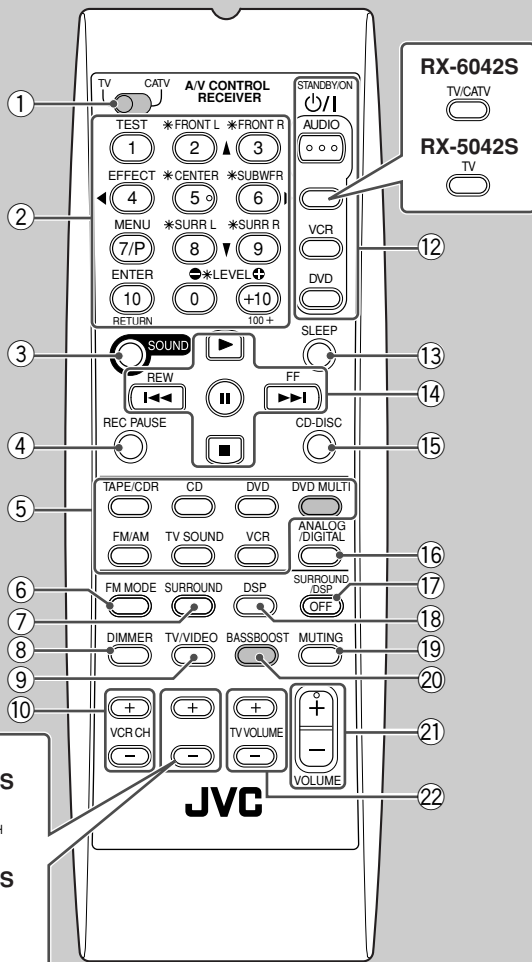 TV CATV
A/V CONTROL
RECEIVER
STANDBY/ON
AUDIO
RX-6042S
TV/CATV
RX-5042S
TV
1
TEST ✳FRONT L ✳FRONT R
1 2 3
EFFECT ✳CENTER ✳SUBWFR
4 5 6
2
MENU ✳SURR L ✳SURR R
7/P 8 9
VCR
12
ENTER ✳LEVEL
10 0 +10
RETURN 100 +
DVD
3
SOUND
SLEEP
13
REW FF
14
4
REC PAUSE
CD-DISC
15
5
TAPE/CDR CD DVD DVD MULTI
FM/AM TV SOUND VCR
ANALOG
/DIGITAL
16
6
FM MODE SURROUND DSP
SURROUND
/DSP
OFF
17
7
18
8
DIMMER TV/VIDEO BASSBOOST MUTING
19
9
20
10
+ + + +
VCR CH TV VOLUME
– – – –
VOLUME
21
22
S
H
S
JVC